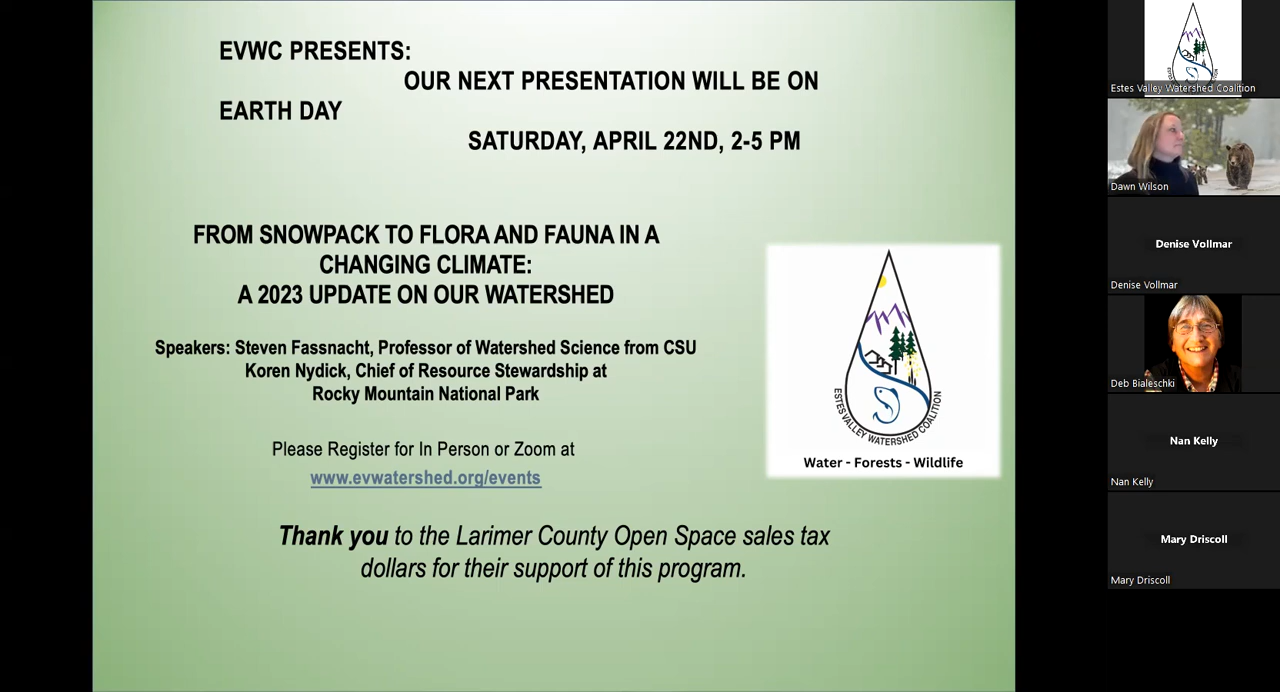 EVWC PRESENTS:
OUR NEXT PRESENTATION WILL BE ON
EARTH DAY
SATURDAY, APRIL 22ND, 2-5 PM
FROM SNOWPACK TO FLORA AND FAUNA IN A
CHANGING CLIMATE:
A 2023 UPDATE ON OUR WATERSHED
Speakers: Steven Fassnacht, Professor of Watershed Science from CSU
Koren Nydick, Chief of Resource Stewardship at
Rocky Mountain National Park
Please Register for In Person or Zoom at
www.evwatershed.org/events
Thank you to the Larimer County Open Space sales tax
dollars for their support of this program.
ESTES VALLEY WATERSHED COALITION
Water - Forests - Wildlife
Estes Valley Watershed Coalition
Dawn Wilson
Denise Vollmar
Denise Vollmar
Deb Bialeschki
Nan Kelly
Nan Kelly
Mary Driscoll
Mary Driscoll